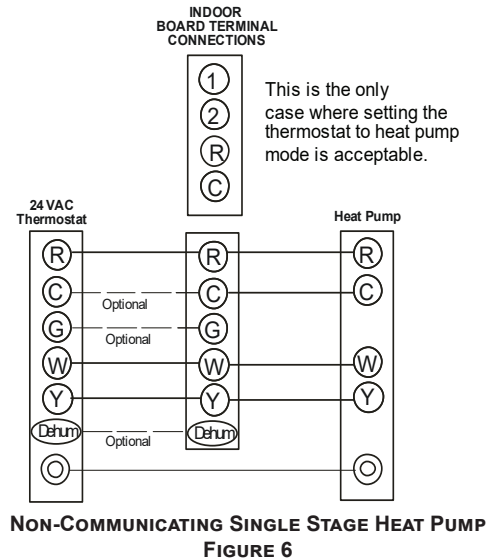 INDOOR
BOARD TERMINAL
CONNECTIONS
1
2
R
C
This is the only
case where setting the
thermostat to heat pump
mode is acceptable.
24 VAC
Thermostat
Heat Pump
R R R
C Optional C C
G Optional G
W W W
Y Y Y
Dehum Optional Dehum
O O
NON-COMMUNICATING SINGLE STAGE HEAT PUMP
FIGURE 6